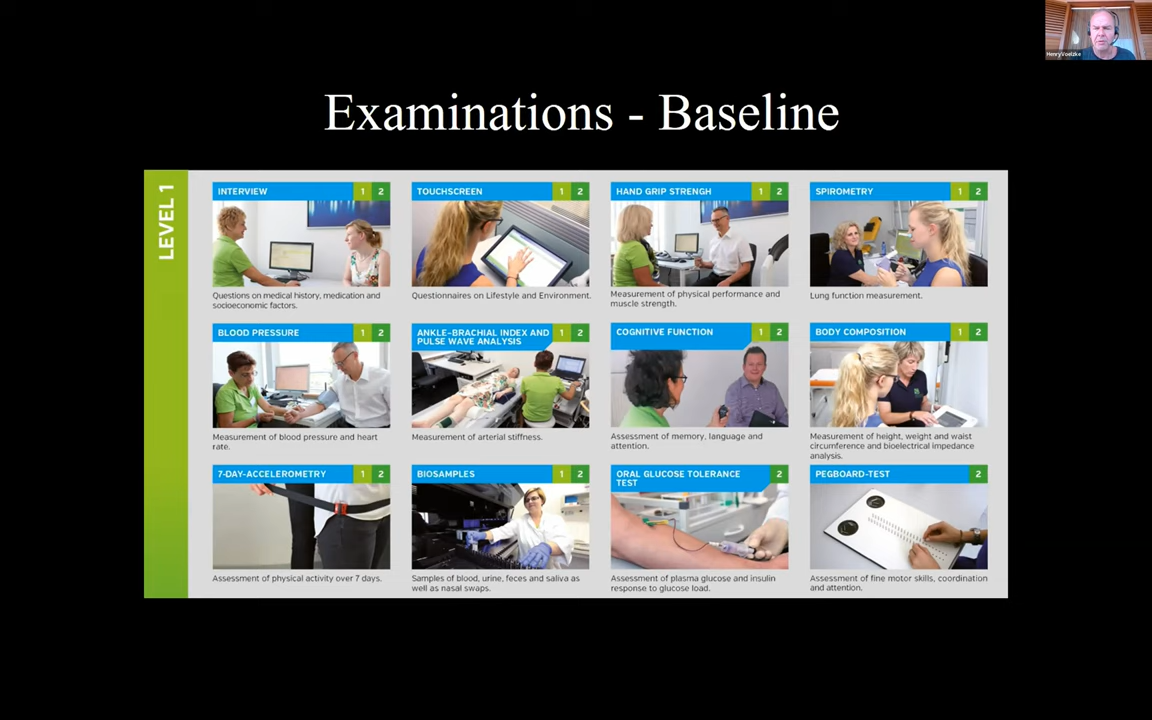 HenryVoelzke
Examinations - Baseline
LEVEL 1
INTERVIEW 1 2
Questions on medical history, medication and
socioeconomic factors.
TOUCHSCREEN 1 2
Questionnaires on Lifestyle and Environment.
HAND GRIP STRENGH 1 2
Measurement of physical performance and
muscle strength.
SPIROMETRY 1 2
Lung function measurement.
BLOOD PRESSURE 1 2
Measurement of blood pressure and heart
rate.
ANKLE-BRACHIAL INDEX AND 1 2
PULSE WAVE ANALYSIS
Measurement of arterial stiffness.
COGNITIVE FUNCTION 1 2
Assessment of memory, language and
attention.
BODY COMPOSITION 1 2
Measurement of height, weight and waist
circumference and bioelectrical impedance
analysis.
7-DAY-ACCELEROMETRY 1 2
Assessment of physical activity over 7 days.
BIOSAMPLES 1 2
Samples of blood, urine, feces and saliva as
well as nasal swaps.
ORAL GLUCOSE TOLERANCE 2
TEST
Assessment of plasma glucose and insulin
response to glucose load.
PEGBOARD-TEST 2
Assessment of fine motor skills, coordination
and attention.